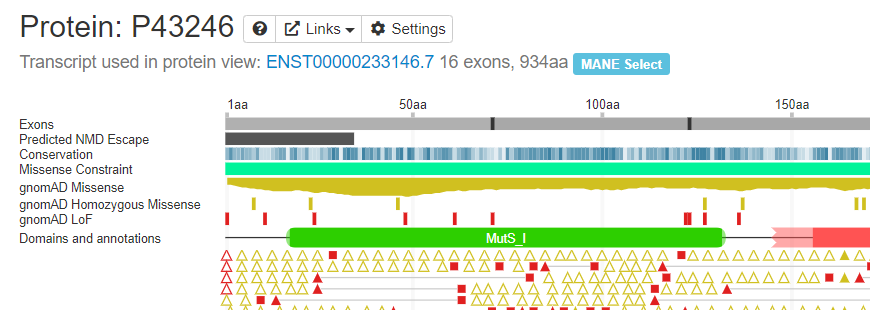 Protein: P43246 Links Settings
Transcript used in protein view: ENST00000233146.7 16 exons, 934aa MANE Select
1aa 50aa 100aa 150aa
Exons
Predicted NMD Escape
Conservation
Missense Constraint
gnomAD Missense
gnomAD Homozygous Missense
gnomAD LoF
Domains and annotations MutS_I